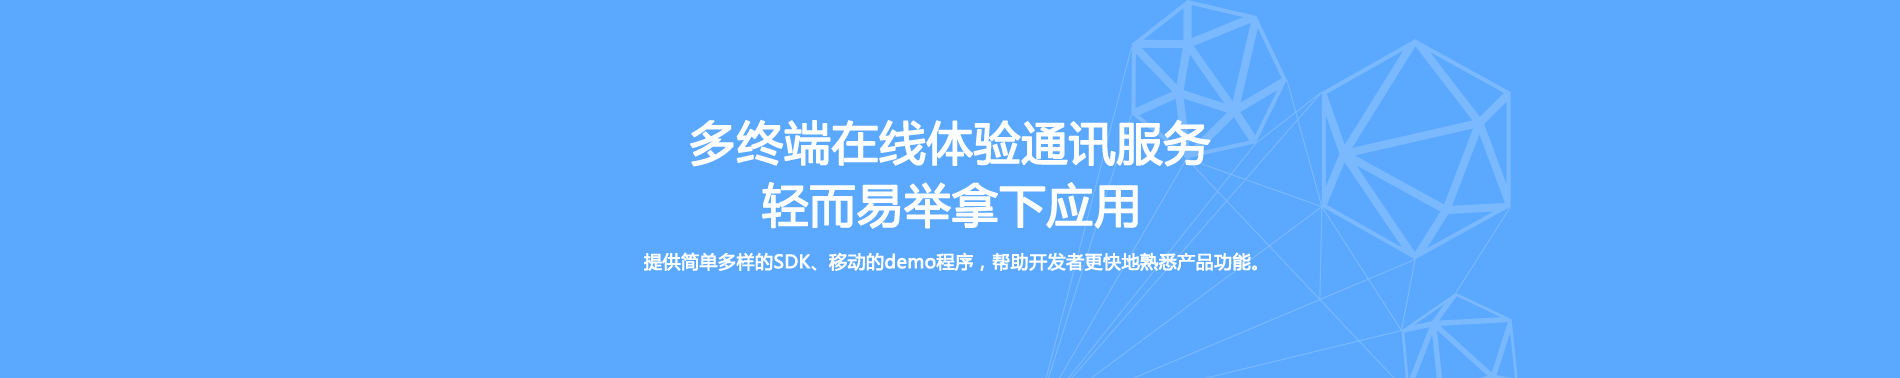 多终端在线体验通讯服务
轻而易举拿下应用
提供简单多样的SDK、移动的demo程序，帮助开发者更快地熟悉产品功能。